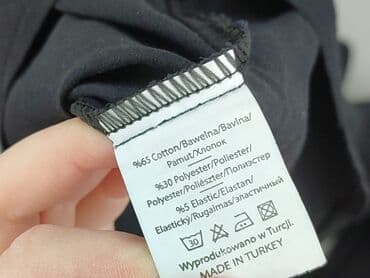 %65 Cotton/Bawełna/Bavlna/
Pamut/Хлопок
%30 Polyester/Poliester/
Polyester/Poliészter/Полиэстер
%5 Elastic/Elastan/
Elastický/Rugalmas/эластичный
30
Wyprodukowano w Turcji.
MADE IN TURKEY